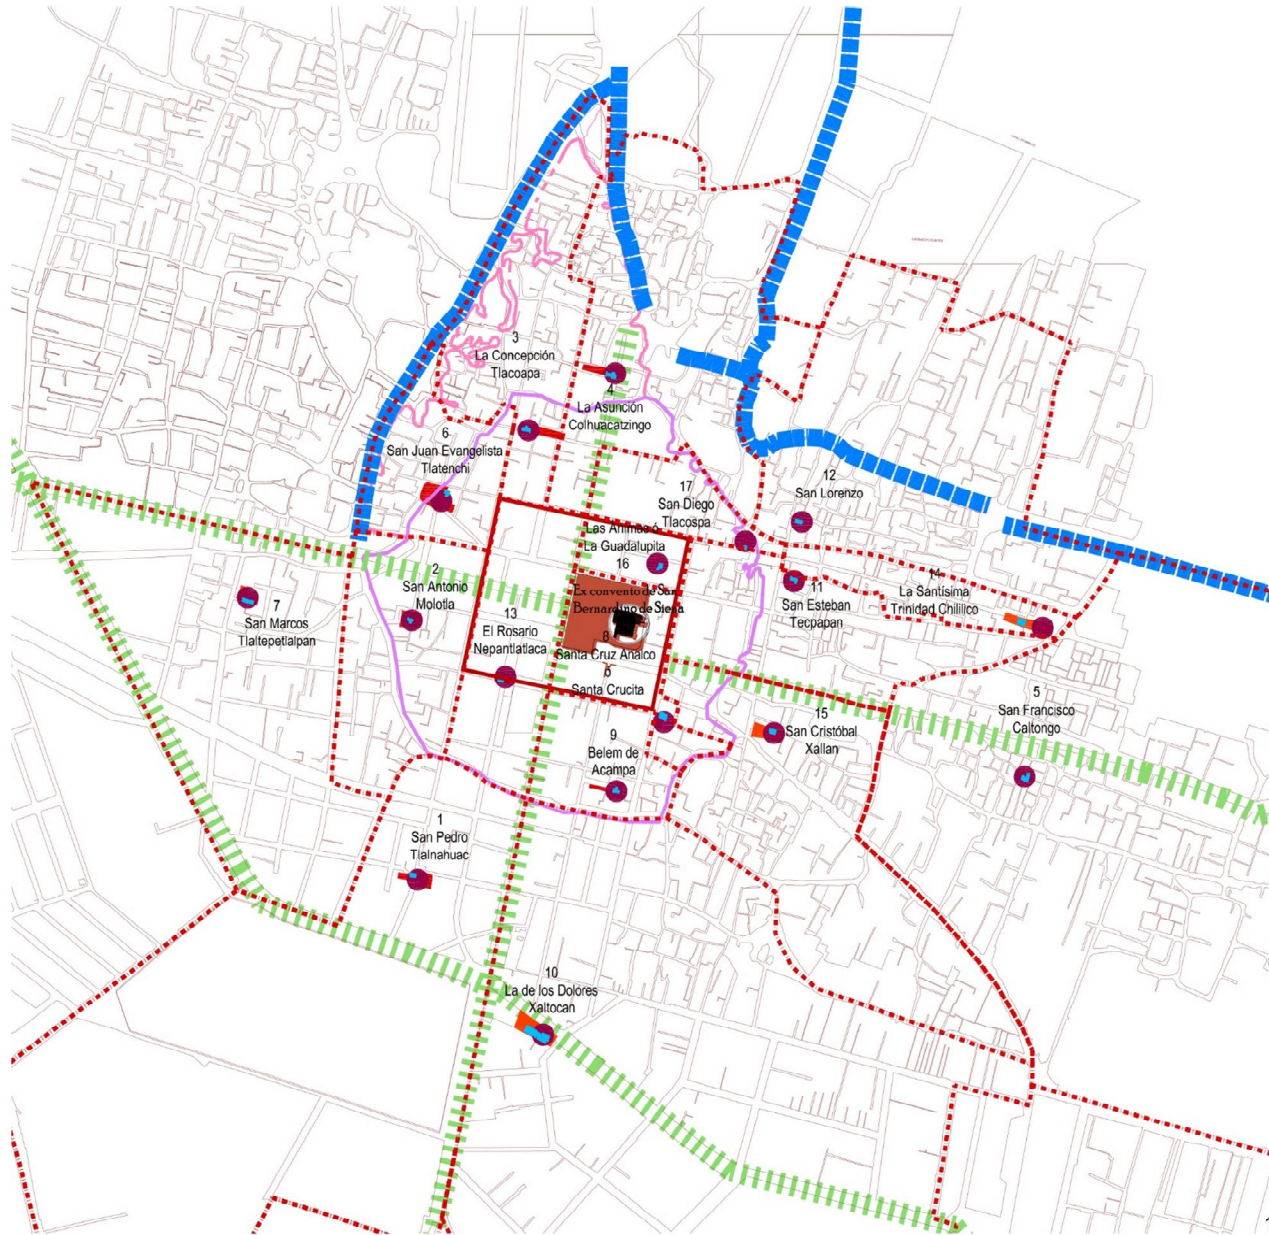 3
La Concepción
Tlacoapa
4
La Asunción
Colhuacatzingo
6
San Juan Evangelista
Tlatenchi
12
San Lorenzo
17
San Diego
Tlacospa
Las Animas ó
La Guadalupita
16
2
San Antonio
Molotla
7
San Marcos
Tlaltepetlalpan
13
El Rosario
Nepantlatlaca
Ex convento de San
Bernardino de Siena
8
Santa Cruz Analco
ó
Santa Crucita
11
San Esteban
Tecpapan
14
La Santísima
Trinidad Chililico
5
San Francisco
Caltongo
15
San Cristóbal
Xallan
9
Belem de
Acampa
1
San Pedro
Tlalnahuac
10
La de los Dolores
Xaltocan